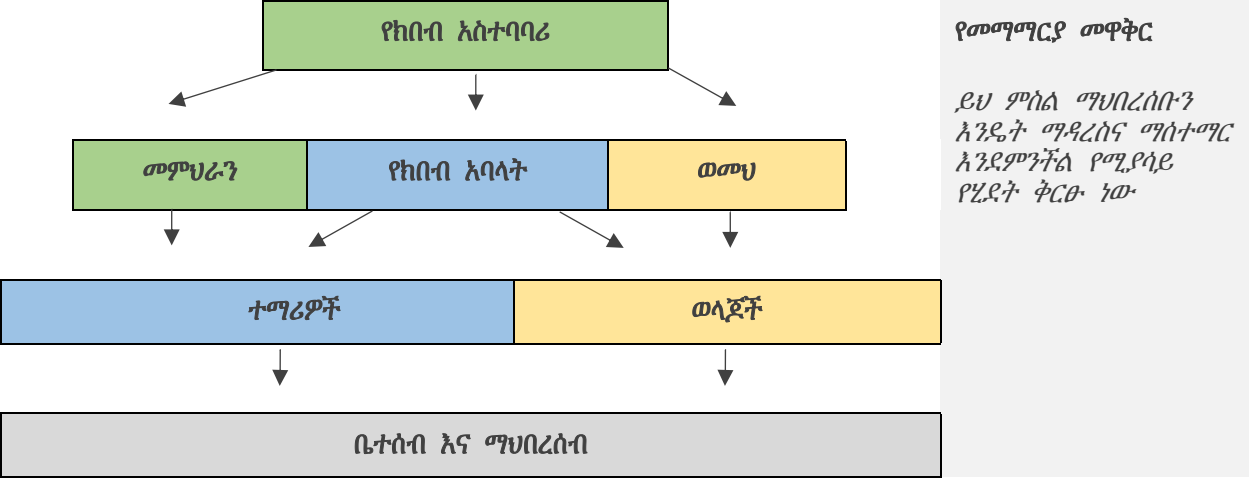 የክበብ አስተባባሪ
መምህራን
የክበብ አባላት
ወመህ
ተማሪዎች
ወላጆች
ቤተሰብ እና ማህበረሰብ
የመማማርያ መዋቅር
ይህ ምስል ማህበረሰቡን
እንዴት ማዳረስና ማስተማር
እንደምንችል የሚያሳይ
የሂደት ቅርፁ ነው